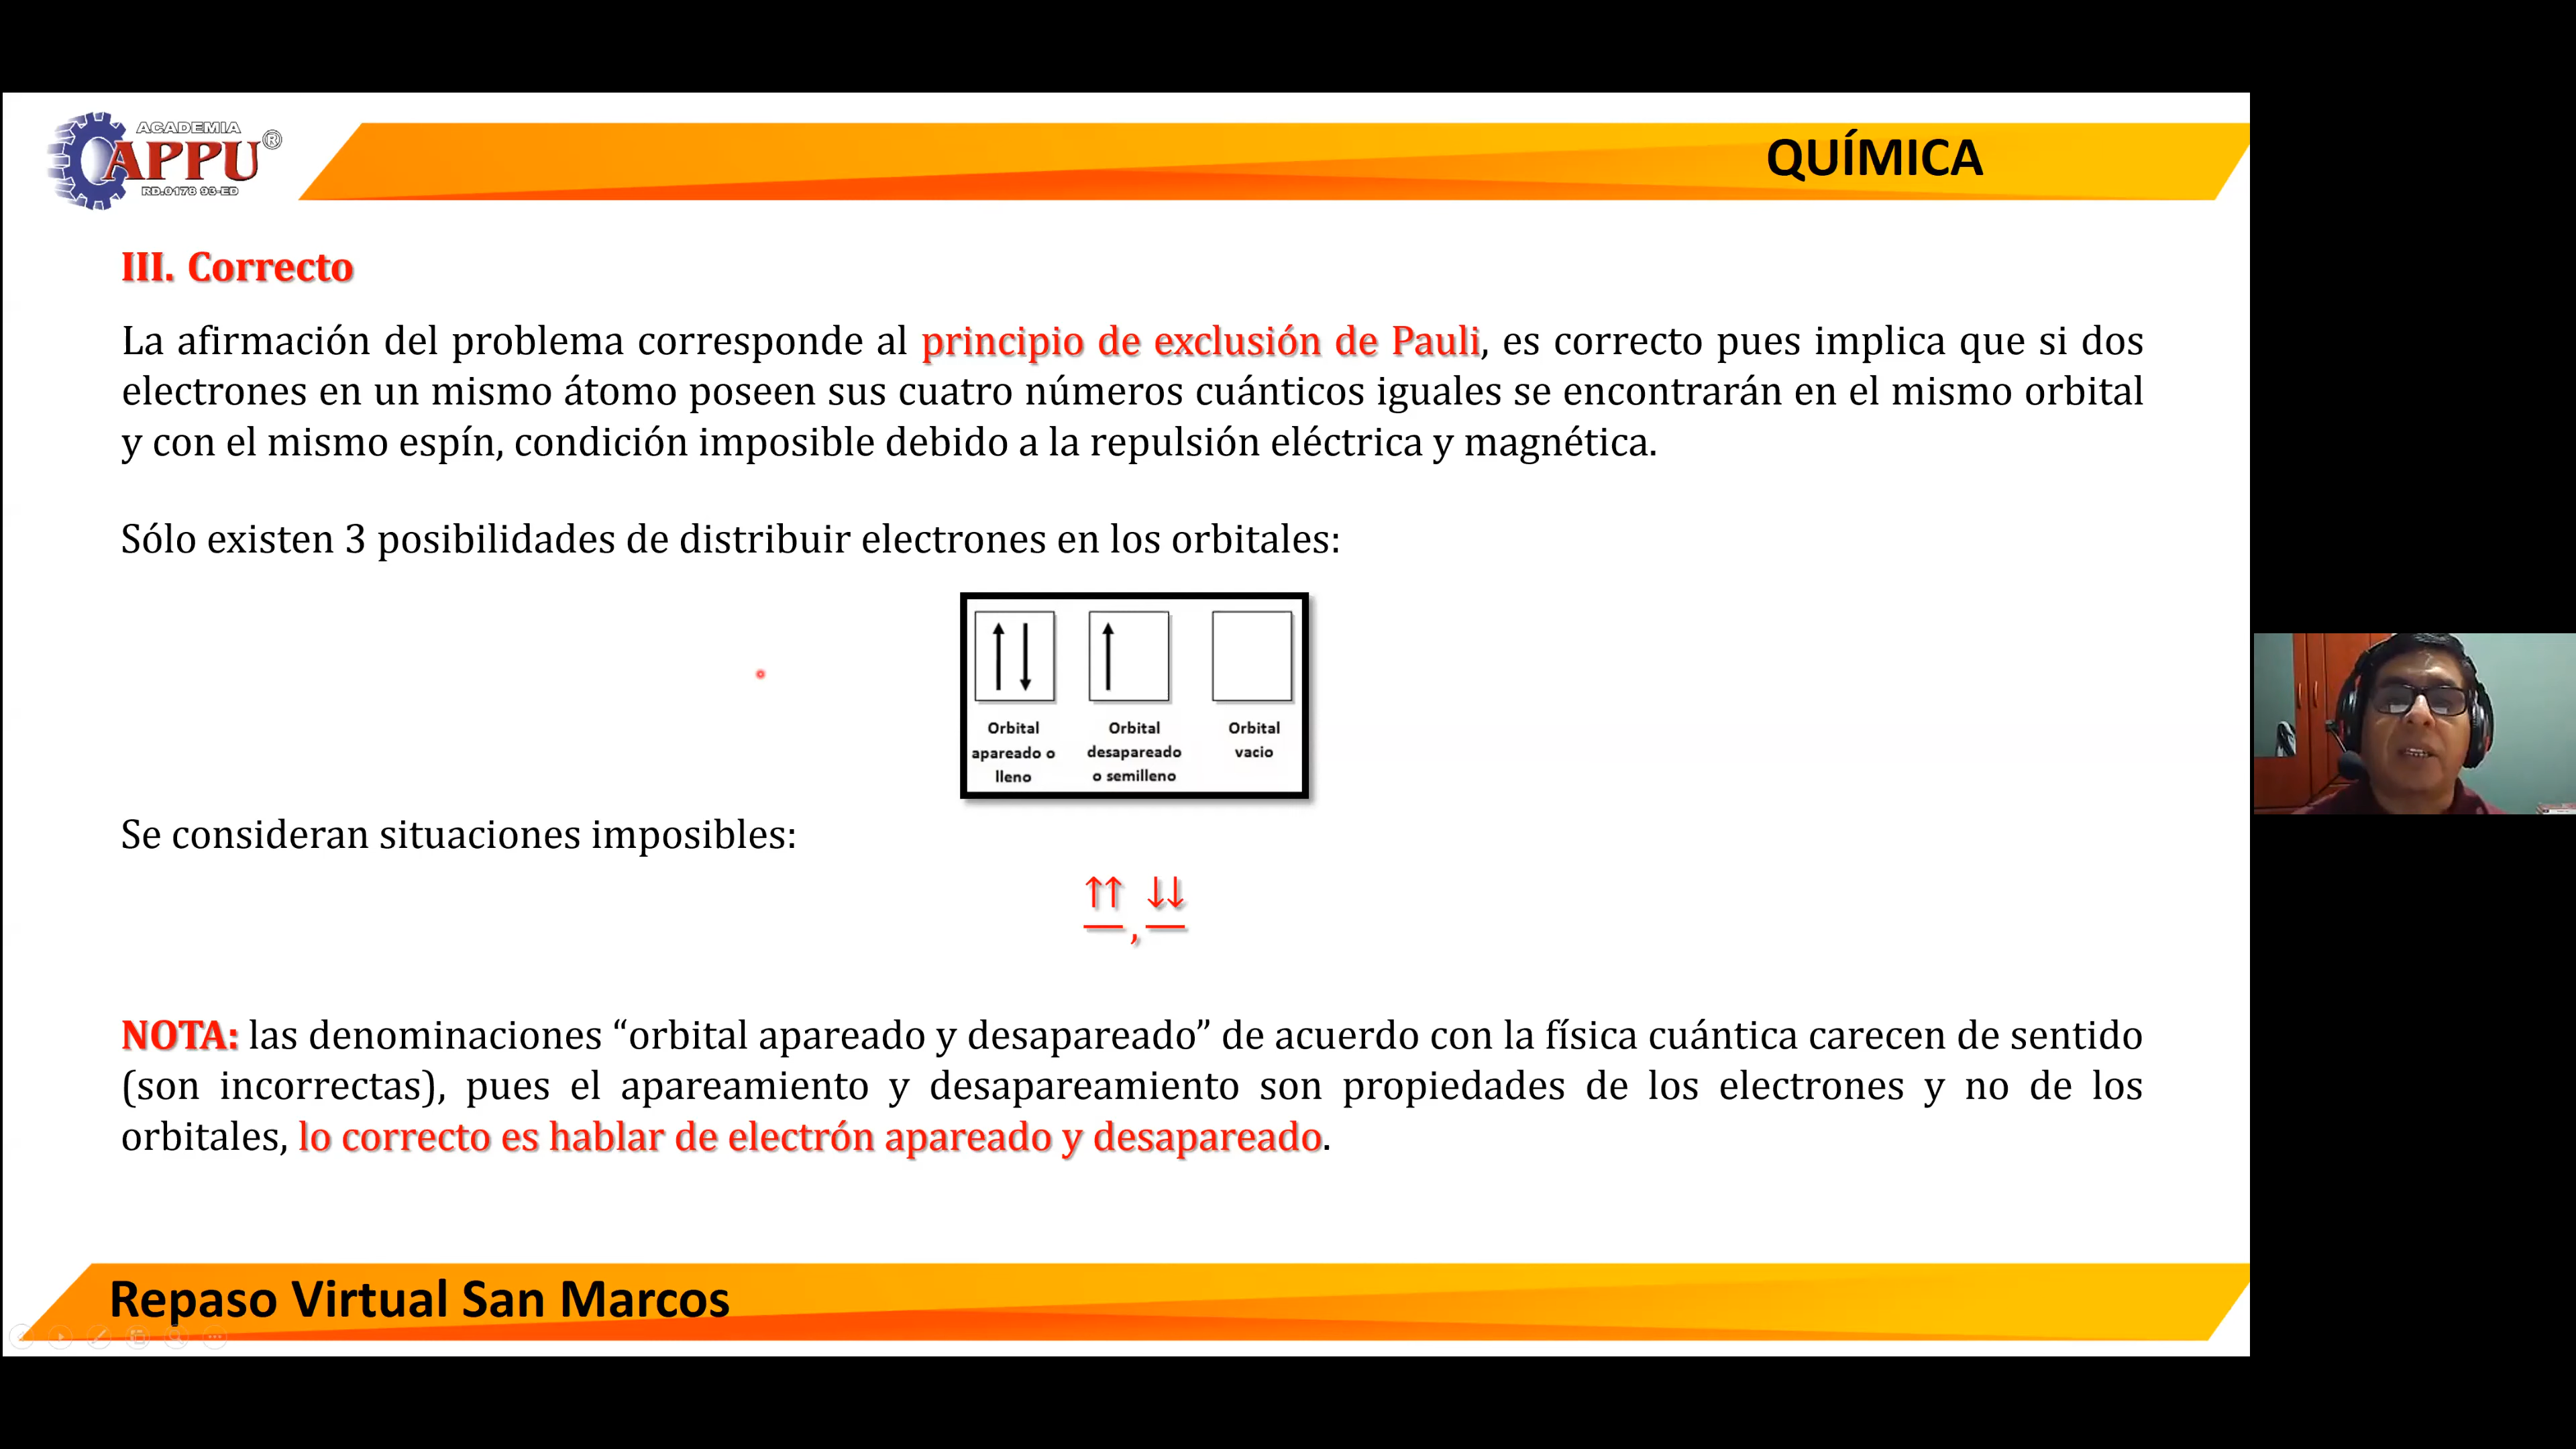 ACADEMIA
APPU®
RD.0178 93-ED
QUÍMICA
III. Correcto
La afirmación del problema corresponde al principio de exclusión de Pauli, es correcto pues implica que si dos
electrones en un mismo átomo poseen sus cuatro números cuánticos iguales se encontrarán en el mismo orbital
y con el mismo espín, condición imposible debido a la repulsión eléctrica y magnética.
Sólo existen 3 posibilidades de distribuir electrones en los orbitales:
Orbital apareado o lleno
Orbital desapareado o semilleno
Orbital vacio
Se consideran situaciones imposibles:
↑↑, ↓↓
NOTA: las denominaciones “orbital apareado y desapareado” de acuerdo con la física cuántica carecen de sentido
(son incorrectas), pues el apareamiento y desapareamiento son propiedades de los electrones y no de los
orbitales, lo correcto es hablar de electrón apareado y desapareado.
Repaso Virtual San Marcos